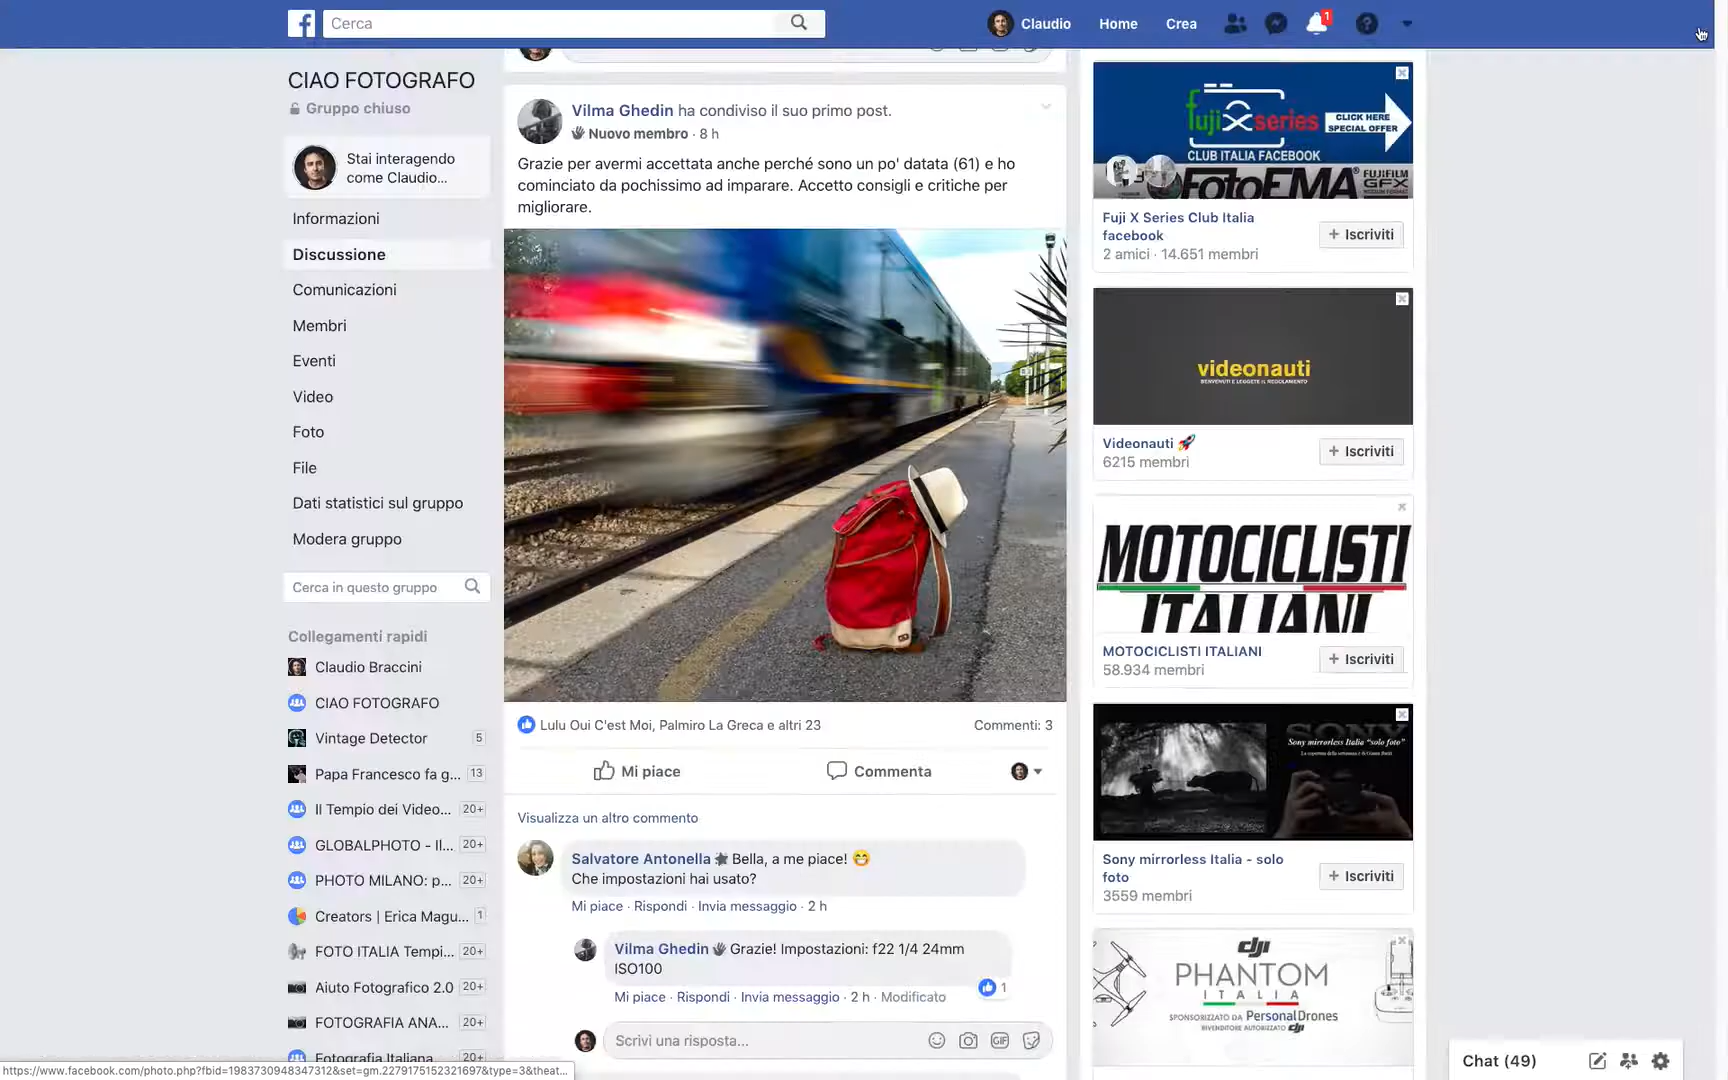 Cerca
Claudio
Home
Crea
1
CIAO FOTOGRAFO
Gruppo chiuso
Stai interagendo
come Claudio...
Informazioni
Discussione
Comunicazioni
Membri
Eventi
Video
Foto
File
Dati statistici sul gruppo
Modera gruppo
Cerca in questo gruppo
Collegamenti rapidi
Claudio Braccini
CIAO FOTOGRAFO
Vintage Detector 5
Papa Francesco fa g... 13
Il Tempio dei Video... 20+
GLOBALPHOTO - Il... 20+
PHOTO MILANO: p... 20+
Creators | Erica Magu... 1
FOTO ITALIA Tempi... 20+
Aiuto Fotografico 2.0 20+
FOTOGRAFIA ANA... 20+
Fotografia Italiana 20+
https://www.facebook.com/photo.php?fbid=1983730948347312&set=gm.2279175152321697&type=3&theat...
Vilma Ghedin ha condiviso il suo primo post.
Nuovo membro · 8 h
Grazie per avermi accettata anche perché sono un po' datata (61) e ho
cominciato da pochissimo ad imparare. Accetto consigli e critiche per
migliorare.
Lulu Oui C'est Moi, Palmiro La Greca e altri 23
Commenti: 3
Mi piace
Commenta
Visualizza un altro commento
Salvatore Antonella Bella, a me piace! 😁
Che impostazioni hai usato?
Mi piace · Rispondi · Invia messaggio · 2 h
Vilma Ghedin Grazie! Impostazioni: f22 1/4 24mm
ISO100
1
Mi piace · Rispondi · Invia messaggio · 2 h · Modificato
Scrivi una risposta...
GIF
fujiXseries
CLICK HERE
SPECIAL OFFER
CLUB ITALIA FACEBOOK
FotoEMA
FUJIFILM
GFX
Fuji X Series Club Italia
facebook
2 amici · 14.651 membri
+ Iscriviti
videonauti
BENVENUTI E LEGGETE IL REGOLAMENTO
Videonauti 🚀
6215 membri
+ Iscriviti
MOTOCICLISTI
ITALIANI
MOTOCICLISTI ITALIANI
58.934 membri
+ Iscriviti
SONY
Sony mirrorless Italia "solo foto"
Sony mirrorless Italia - solo
foto
3559 membri
+ Iscriviti
dji
PHANTOM
ITALIA
SPONSORIZZATO DA PersonalDrones
RIVENDITORE AUTORIZZATO dji
Chat (49)